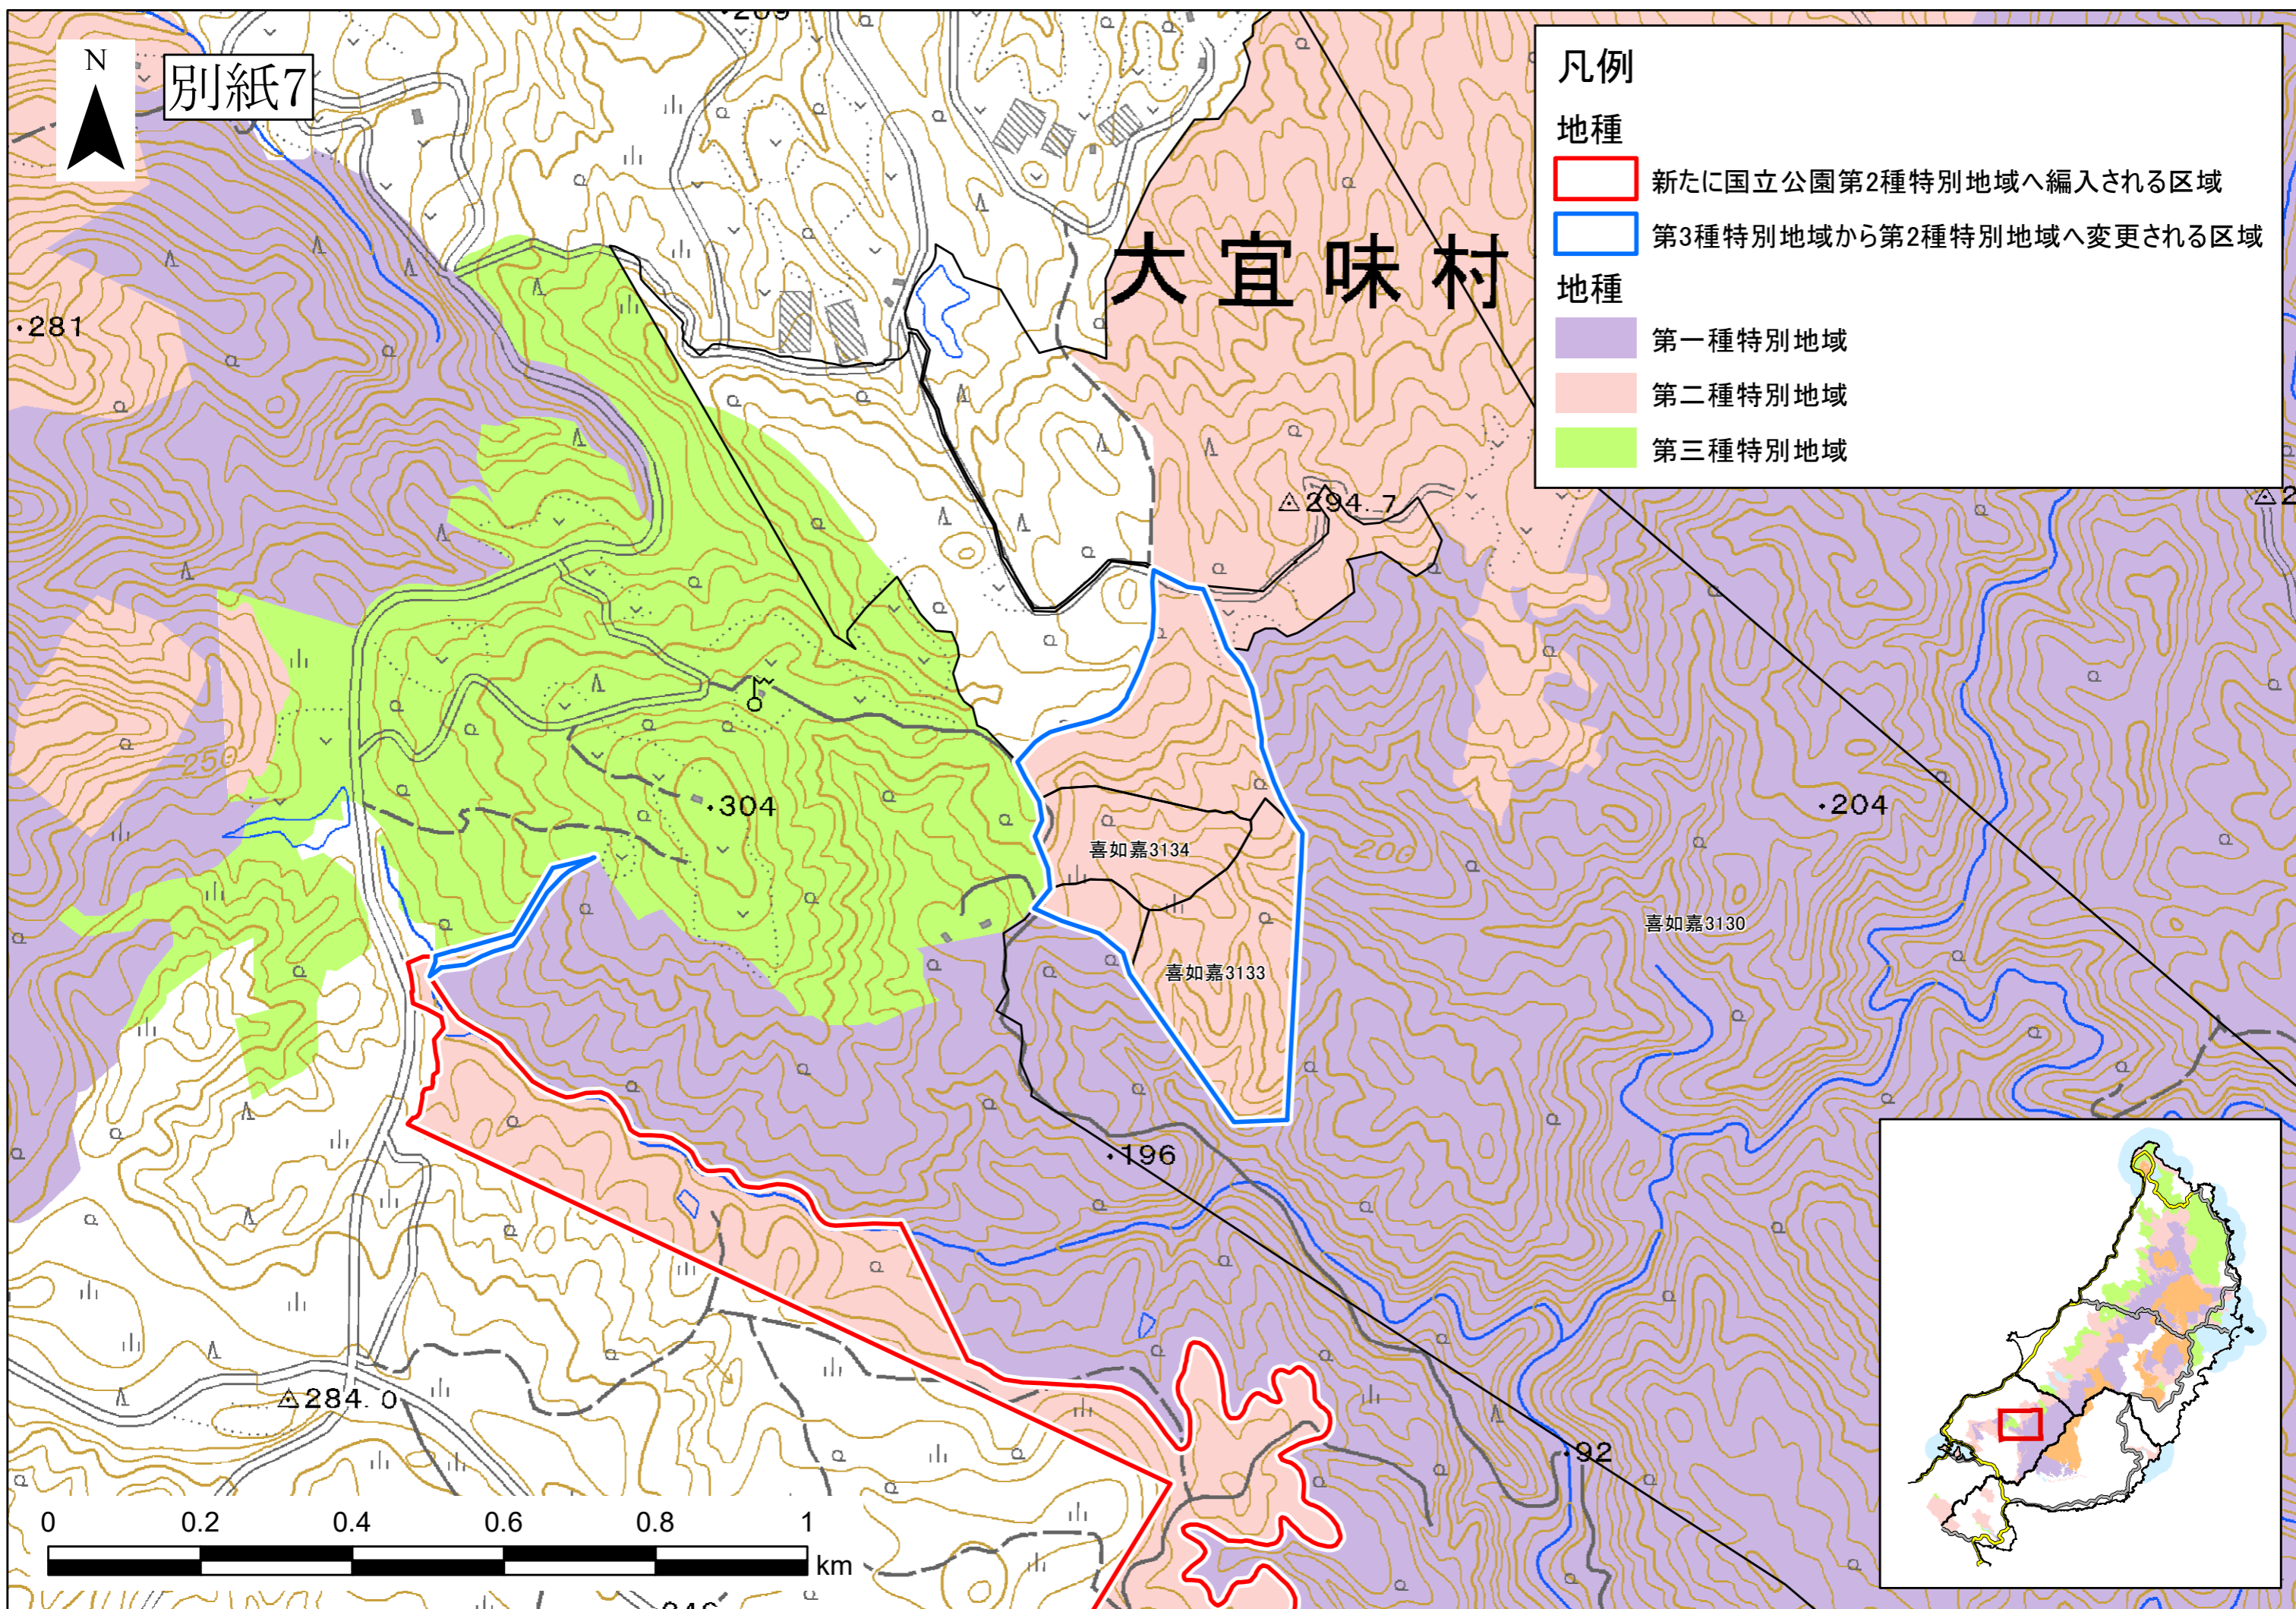 N
別紙7
凡例
地種
新たに国立公園第2種特別地域へ編入される区域
第3種特別地域から第2種特別地域へ変更される区域
地種
第一種特別地域
第二種特別地域
第三種特別地域
大宜味村
281
294.7
250
304
204
200
喜如嘉3134
喜如嘉3130
喜如嘉3133
196
284.0
92
0 0.2 0.4 0.6 0.8 1
km